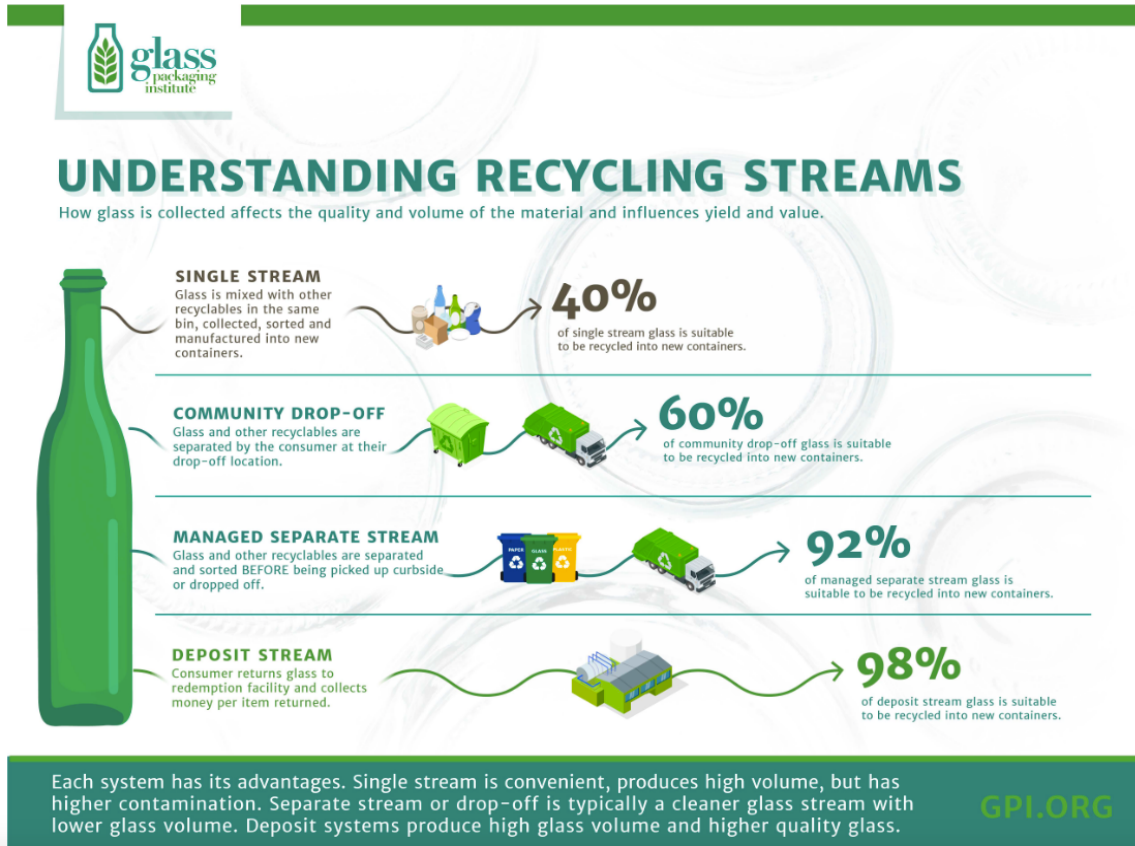 glass
packaging
institute
UNDERSTANDING RECYCLING STREAMS
How glass is collected affects the quality and volume of the material and influences yield and value.
SINGLE STREAM
Glass is mixed with other
recyclables in the same
bin, collected, sorted and
manufactured into new
containers.
40%
of single stream glass is suitable
to be recycled into new containers.
COMMUNITY DROP-OFF
Glass and other recyclables are
separated by the consumer at their
drop-off location.
60%
of community drop-off glass is suitable
to be recycled into new containers.
MANAGED SEPARATE STREAM
Glass and other recyclables are separated
and sorted BEFORE being picked up curbside
or dropped off.
PAPER
GLASS
PLASTIC
92%
of managed separate stream glass is
suitable to be recycled into new containers.
DEPOSIT STREAM
Consumer returns glass to
redemption facility and collects
money per item returned.
98%
of deposit stream glass is suitable
to be recycled into new containers.
Each system has its advantages. Single stream is convenient, produces high volume, but has
higher contamination. Separate stream or drop-off is typically a cleaner glass stream with
lower glass volume. Deposit systems produce high glass volume and higher quality glass.
GPI.ORG